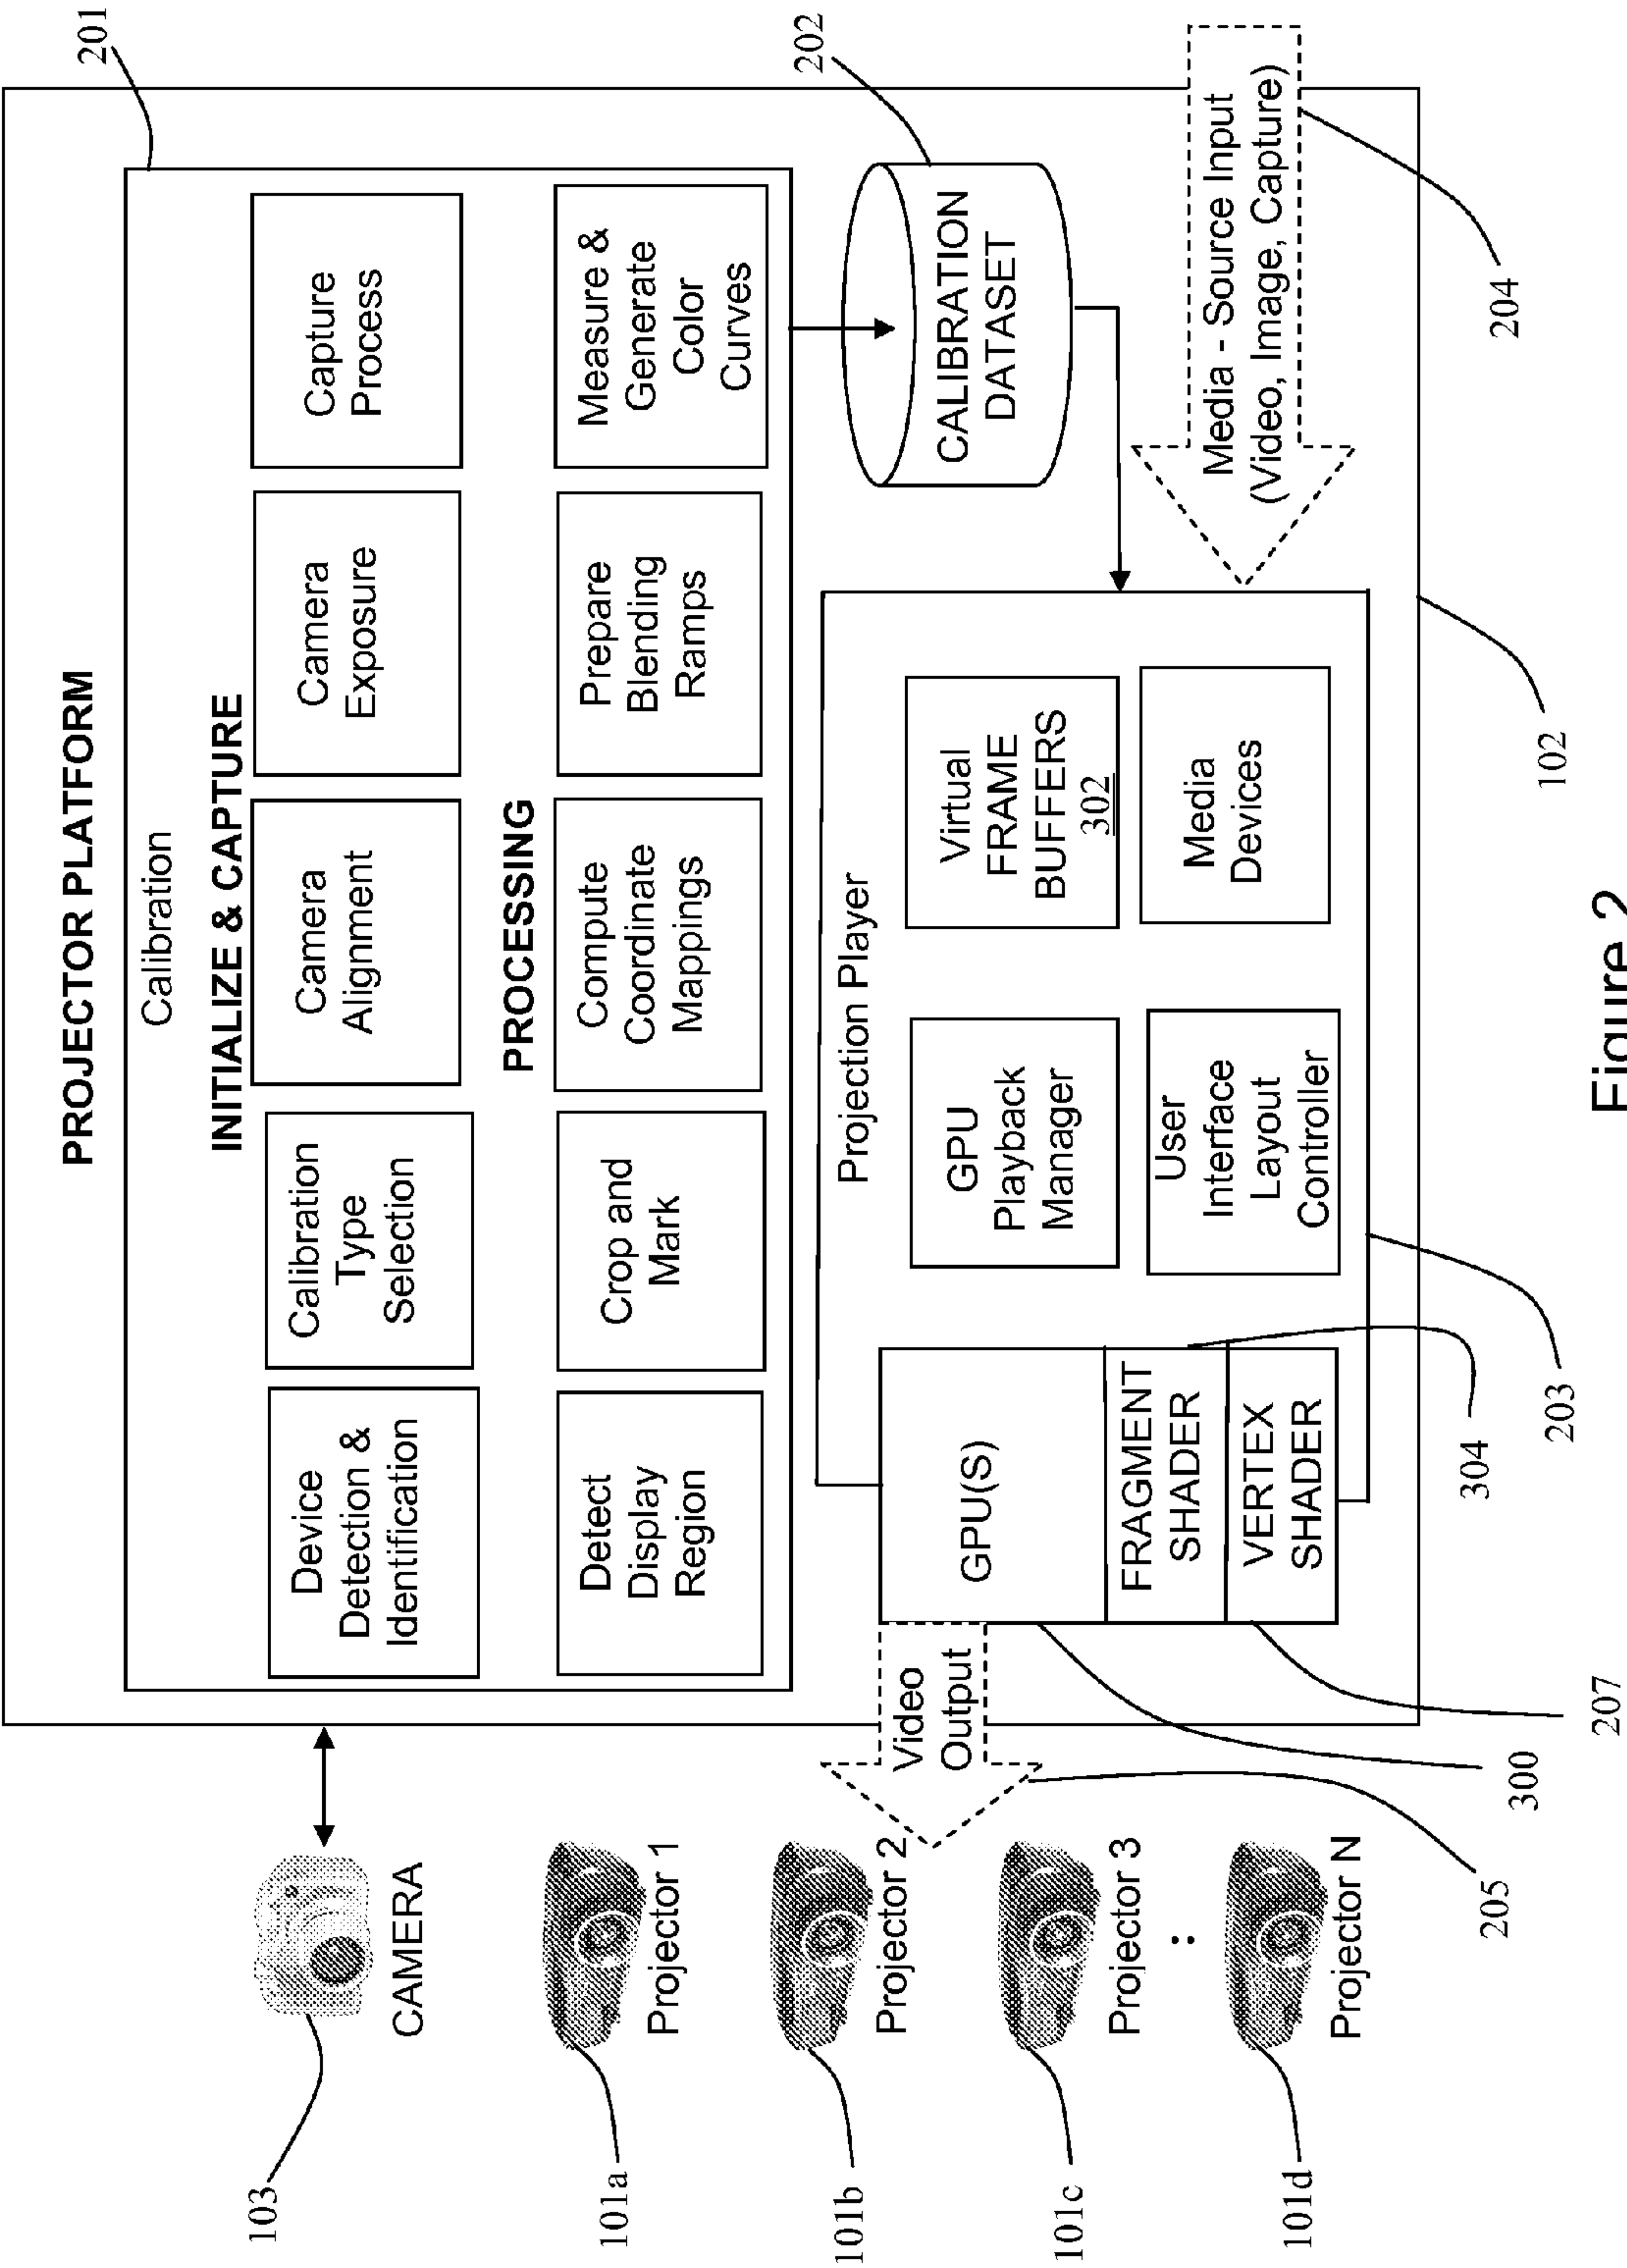 PROJECTOR PLATFORM
201
Calibration
INITIALIZE & CAPTURE
Device
Detection &
Identification
Calibration
Type
Selection
Camera
Alignment
Camera
Exposure
Capture
Process
PROCESSING
Detect
Display
Region
Crop and
Mark
Compute
Coordinate
Mappings
Prepare
Blending
Ramps
Measure &
Generate
Color
Curves
103
CAMERA
101a
Projector 1
101b
Projector 2
101c
Projector 3
:
101d
Projector N
Video
Output
205
Projection Player
GPU(S)
FRAGMENT
SHADER
VERTEX
SHADER
GPU
Playback
Manager
Virtual
FRAME
BUFFERS
302
User
Interface
Layout
Controller
Media
Devices
202
CALIBRATION
DATASET
Media - Source Input
(Video, Image, Capture)
204
300
207
304
203
102
Figure 2